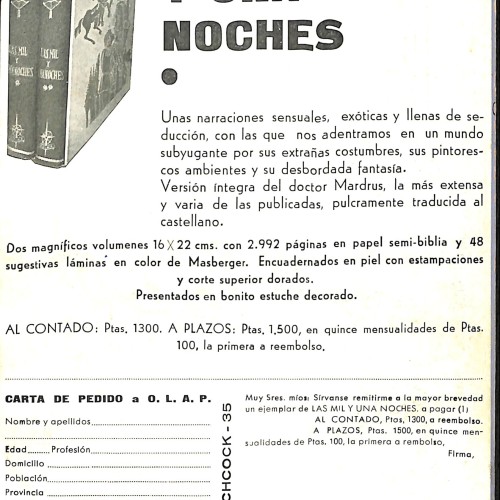 NOCHES
LAS MIL
Y
NOCHES
LAS MIL
Y
UNA NOCHES
Unas narraciones sensuales, exóticas y llenas de se-
ducción, con las que nos adentramos en un mundo
subyugante por sus extrañas costumbres, sus pintores-
cos ambientes y su desbordada fantasía.
Versión íntegra del doctor Mardrus, la más extensa
y varia de las publicadas, pulcramente traducida al
castellano.
Dos magníficos volumenes 16 X 22 cms. con 2.992 páginas en papel semi-biblia y 48
sugestivas láminas en color de Masberger. Encuadernados en piel con estampaciones
y corte superior dorados.
Presentados en bonito estuche decorado.
AL CONTADO: Ptas. 1300. A PLAZOS: Ptas. 1.500, en quince mensualidades de Ptas.
100, la primera a reembolso.
CARTA DE PEDIDO a O. L. A. P.
Nombre y apellidos
Edad Profesión
Domicilio
Población
Provincia
HCOCK - 35
Muy Sres. míos: Sírvanse remitirme a la mayor brevedad
un ejemplar de LAS MIL Y UNA NOCHES, a pagar (1)
AL CONTADO, Ptas, 1300, a reembolso.
A PLAZOS, Ptas. 1500, en quince men-
sualidades de Ptas. 100, la primera a rembolso,
Firma,